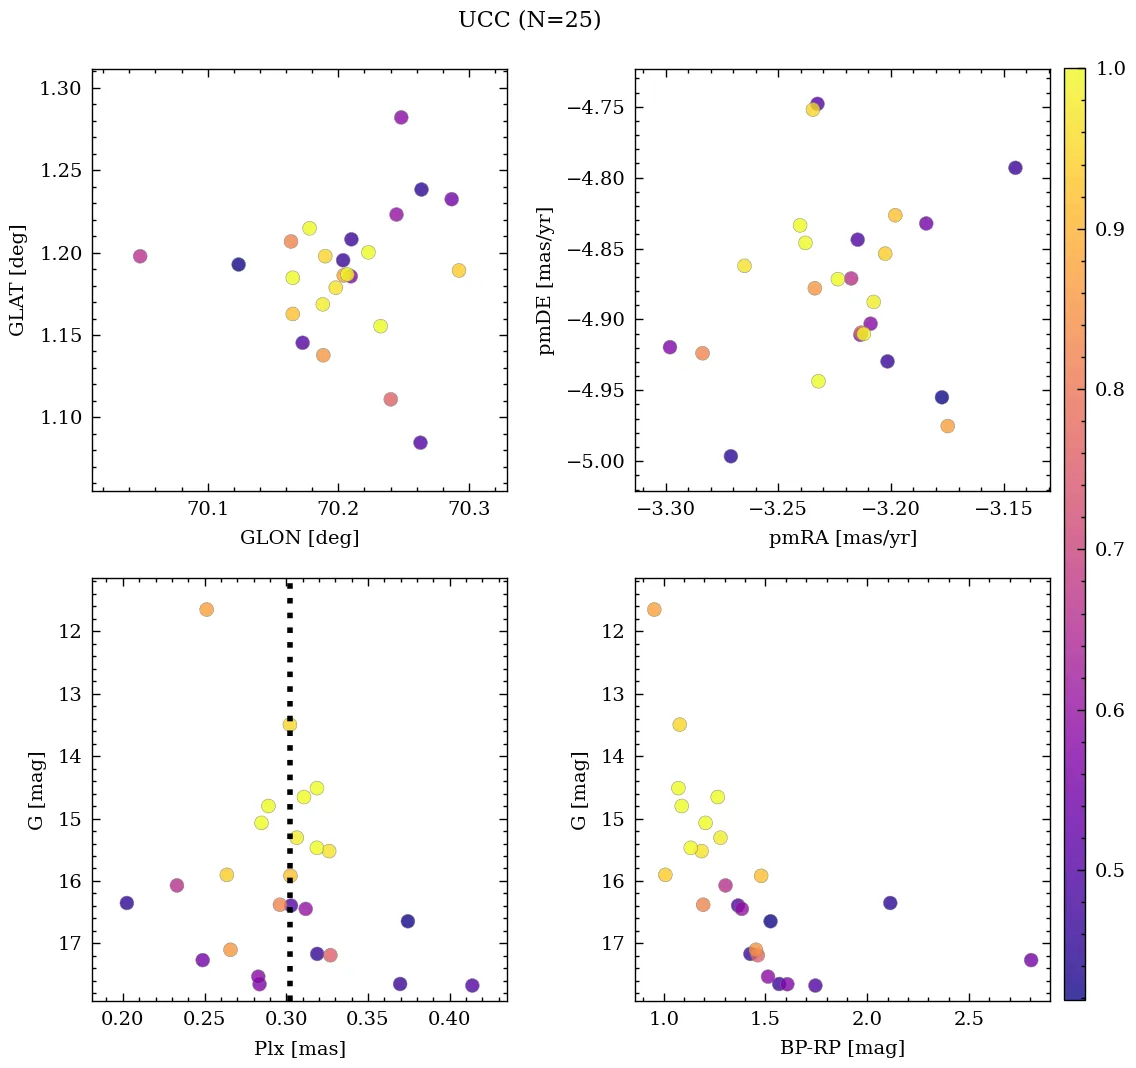 UCC (N=25)
1.30
1.25
1.20
1.15
1.10
GLAT [deg]
70.1 70.2 70.3
GLON [deg]
−4.75
−4.80
−4.85
−4.90
−4.95
−5.00
pmDE [mas/yr]
−3.30 −3.25 −3.20 −3.15
pmRA [mas/yr]
1.0
0.9
0.8
0.7
0.6
0.5
12
13
14
15
16
17
G [mag]
0.20 0.25 0.30 0.35 0.40
Plx [mas]
12
13
14
15
16
17
G [mag]
1.0 1.5 2.0 2.5
BP-RP [mag]